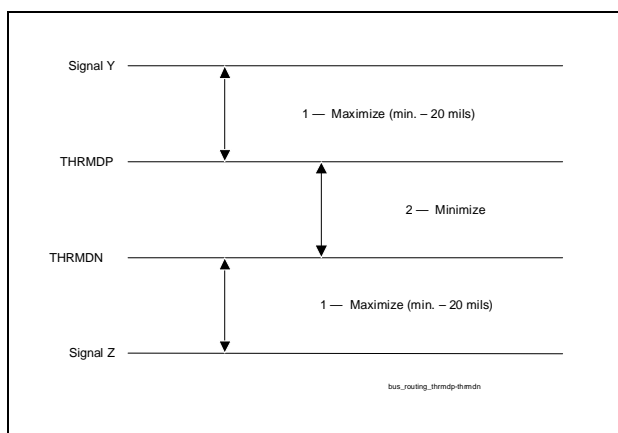 Signal Y
1 — Maximize (min. – 20 mils)
THRMDP
2 — Minimize
THRMDN
1 — Maximize (min. – 20 mils)
Signal Z
bus_routing_thrmdp-thrmdn